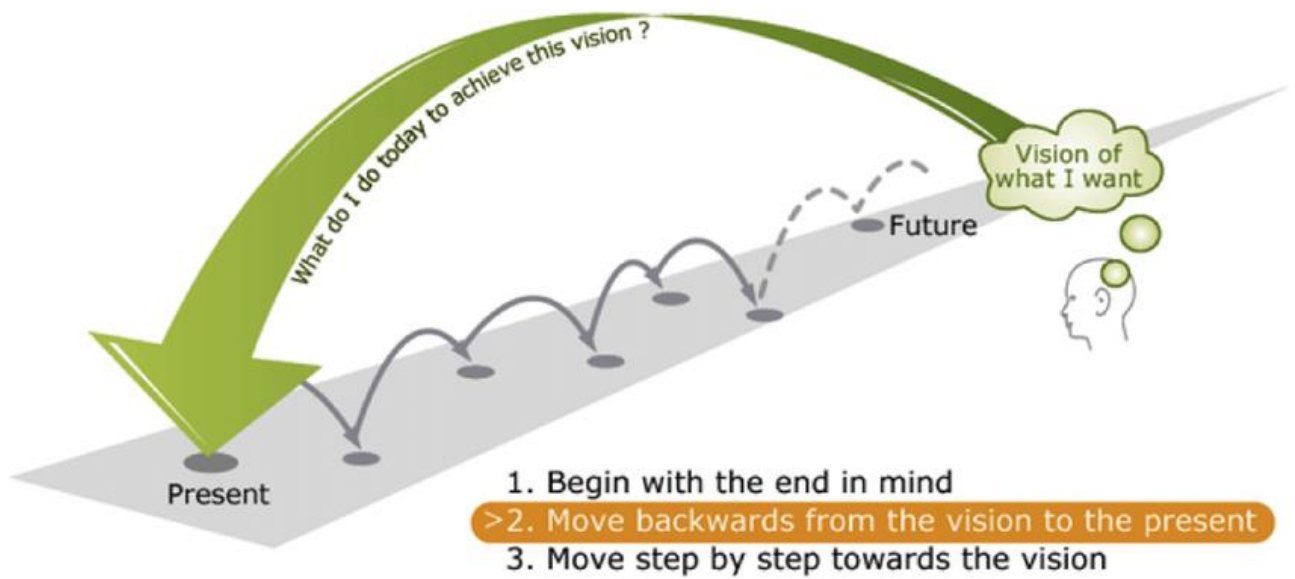 What do I do today to achieve this vision ?
Vision of
what I want
Future
Present
1. Begin with the end in mind
>2. Move backwards from the vision to the present
3. Move step by step towards the vision